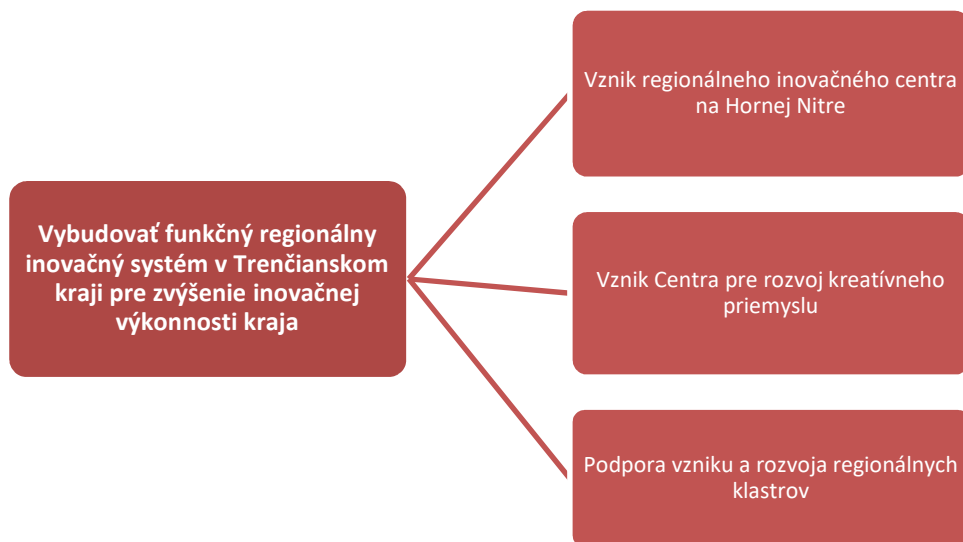 Vznik regionálneho inovačného centra
na Hornej Nitre
Vybudovať funkčný regionálny
inovačný systém v Trenčianskom
kraji pre zvýšenie inovačnej
výkonnosti kraja
Vznik Centra pre rozvoj kreatívneho
priemyslu
Podpora vzniku a rozvoja regionálnych
klastrov